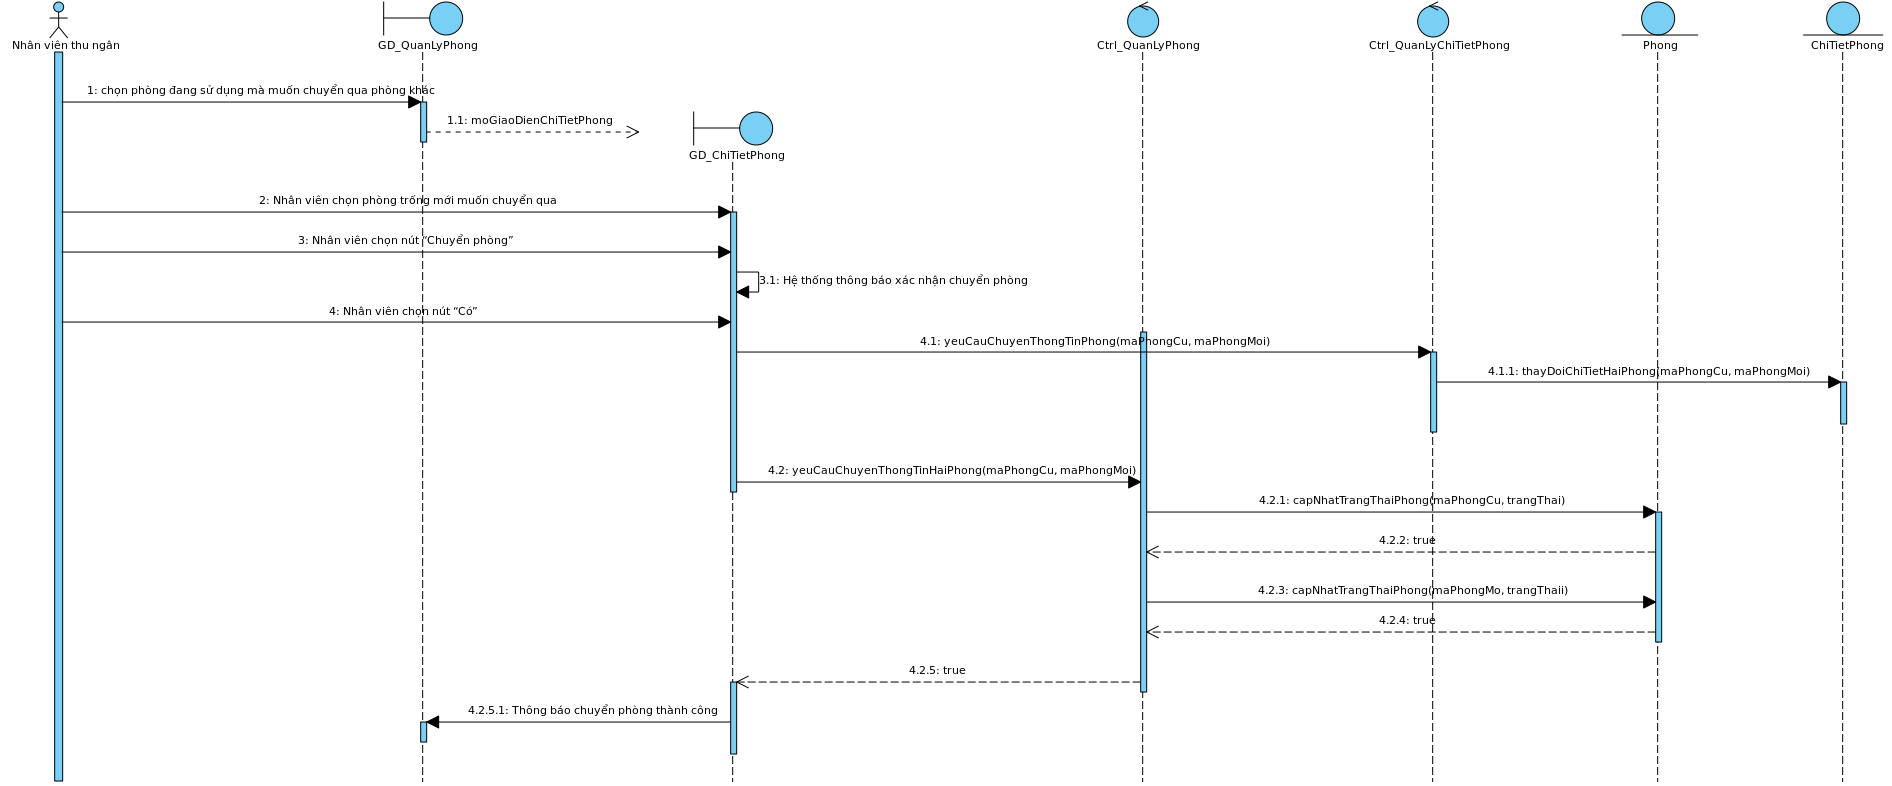 Nhân viên thu ngân
GD_QuanLyPhong
Ctrl_QuanLyPhong
Ctrl_QuanLyChiTietPhong
Phong
ChiTietPhong
1: chọn phòng đang sử dụng mà muốn chuyển qua phòng khác
1.1: moGiaoDienChiTietPhong
GD_ChiTietPhong
2: Nhân viên chọn phòng trống mới muốn chuyển qua
3: Nhân viên chọn nút “Chuyển phòng”
3.1: Hệ thống thông báo xác nhận chuyển phòng
4: Nhân viên chọn nút “Có”
4.1: yeuCauChuyenThongTinPhong(maPhongCu, maPhongMoi)
4.1.1: thayDoiChiTietHaiPhong(maPhongCu, maPhongMoi)
4.2: yeuCauChuyenThongTinHaiPhong(maPhongCu, maPhongMoi)
4.2.1: capNhatTrangThaiPhong(maPhongCu, trangThai)
4.2.2: true
4.2.3: capNhatTrangThaiPhong(maPhongMo, trangThaii)
4.2.4: true
4.2.5: true
4.2.5.1: Thông báo chuyển phòng thành công